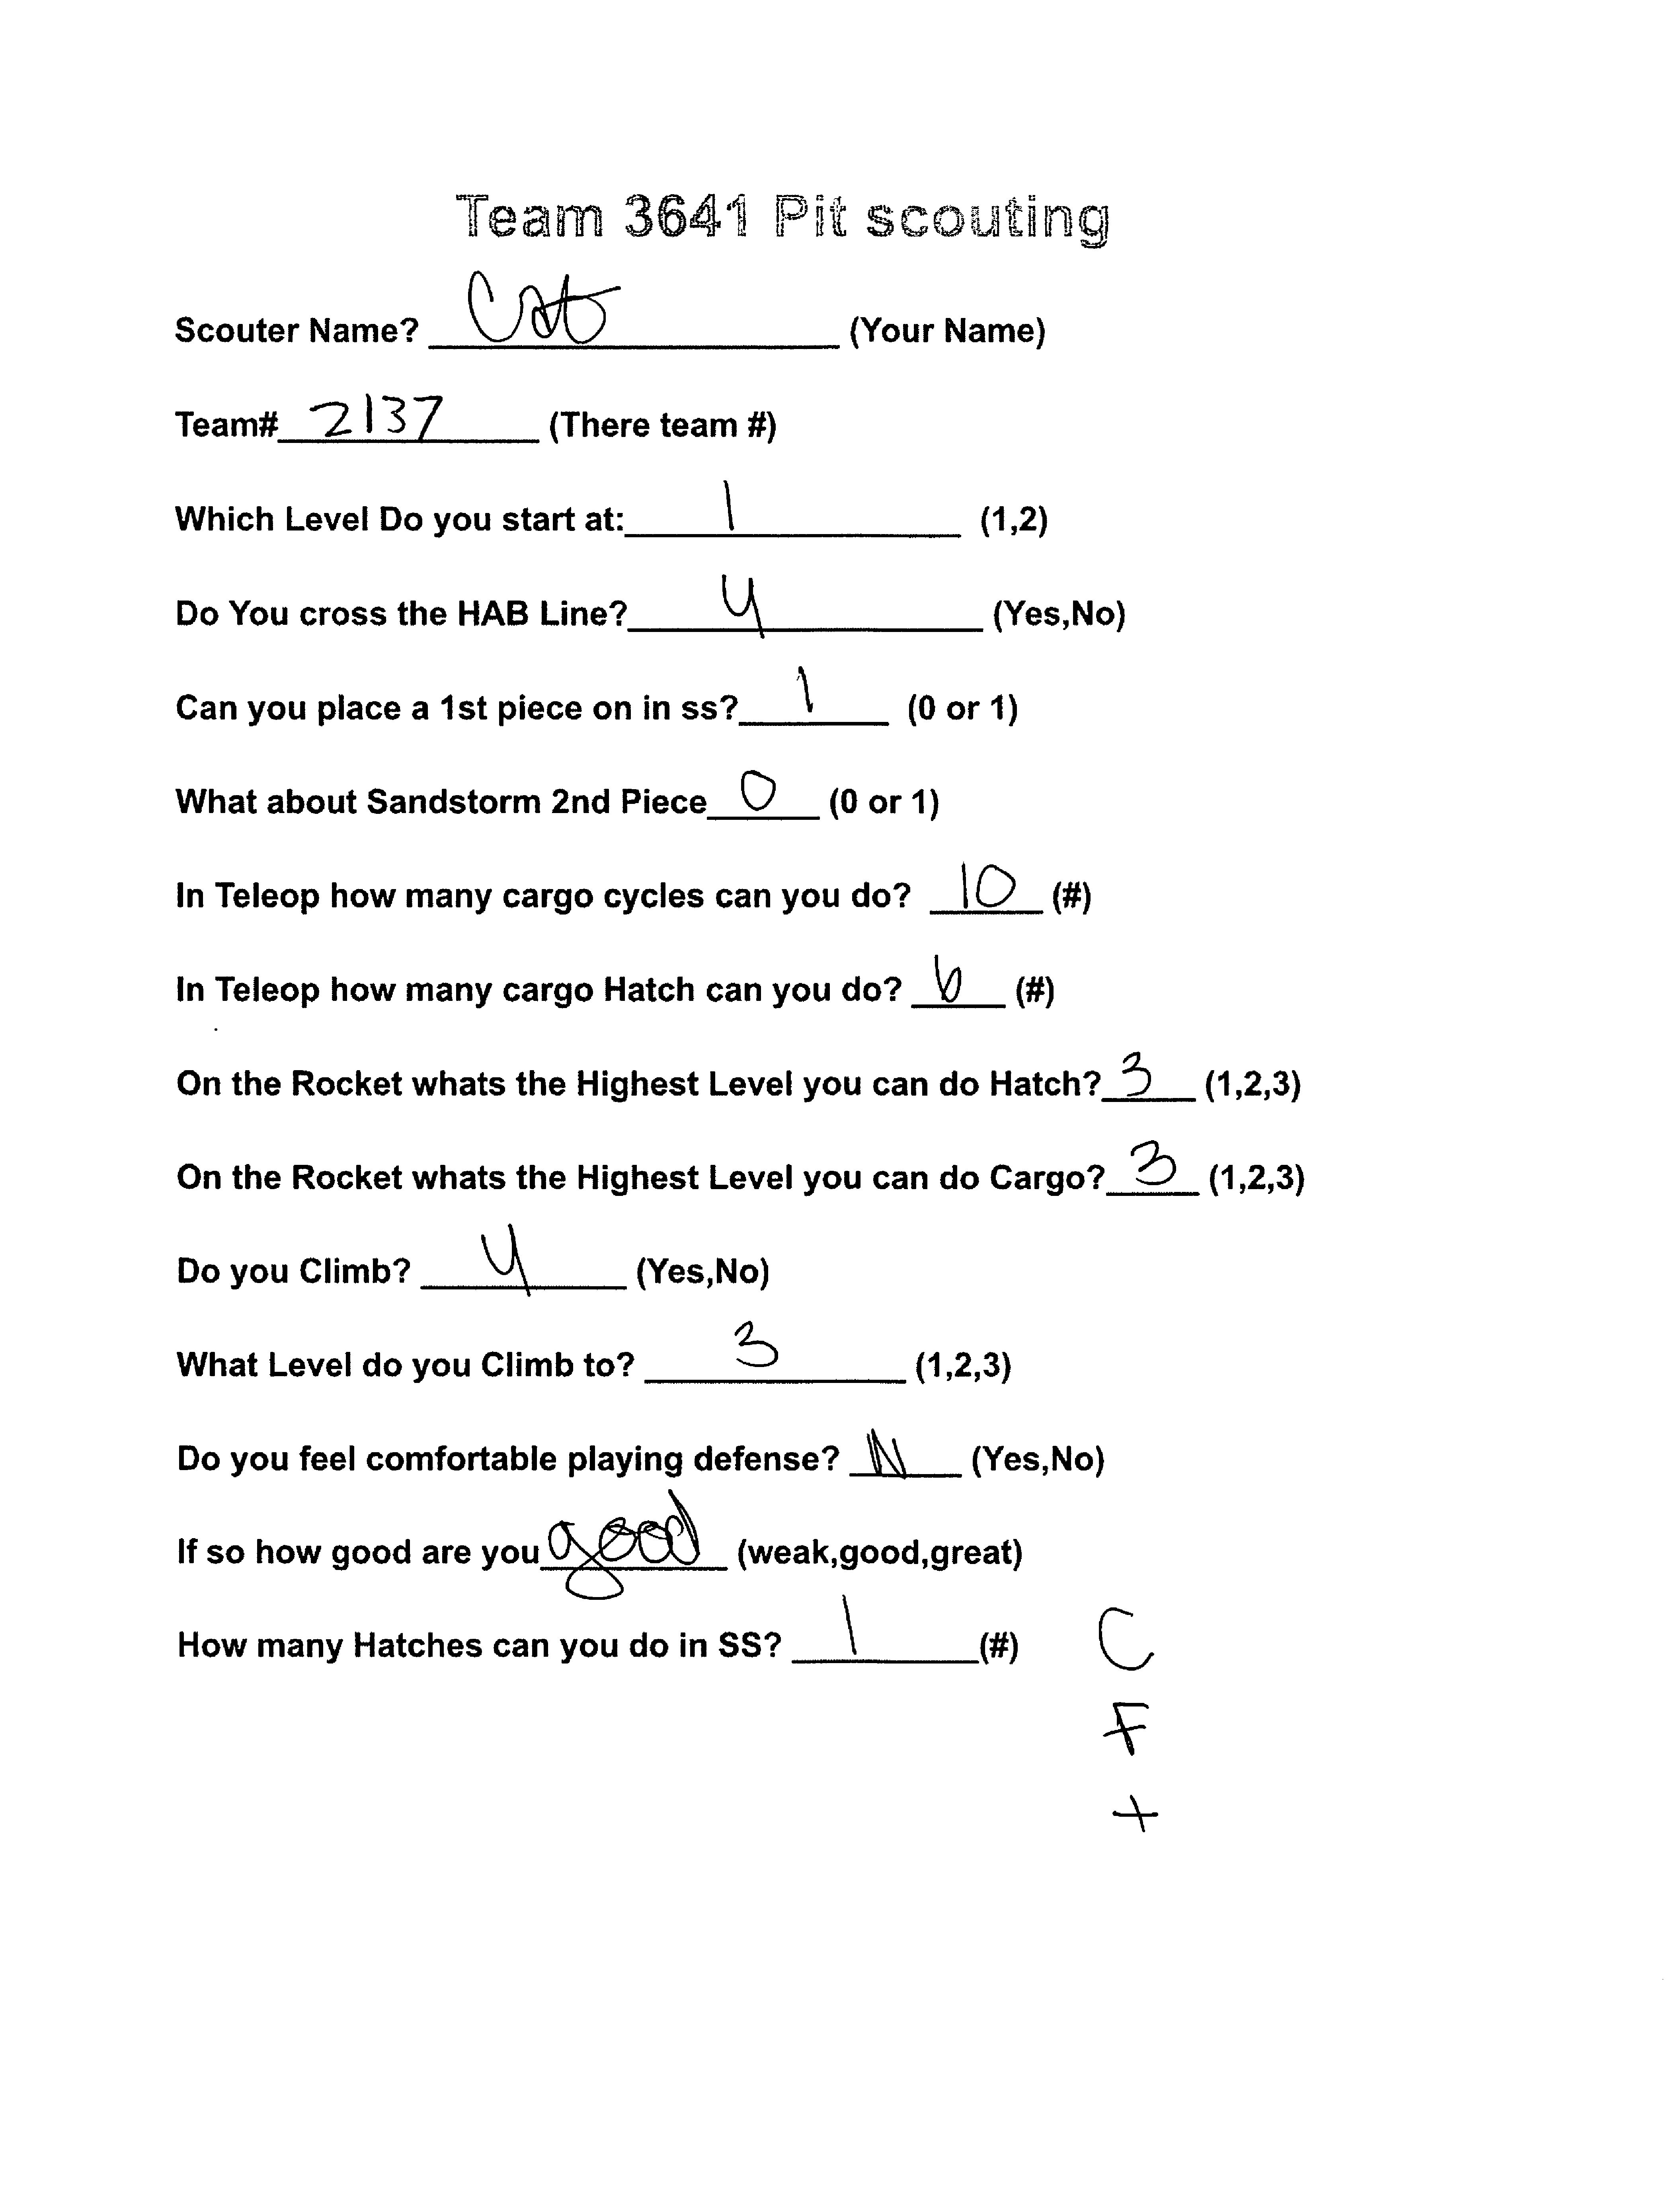 Team 3641 Pit scouting
Scouter Name? Cat (Your Name)
Team# 2137 (There team #)
Which Level Do you start at: 1 (1,2)
Do You cross the HAB Line? y (Yes,No)
Can you place a 1st piece on in ss? 1 (0 or 1)
What about Sandstorm 2nd Piece 0 (0 or 1)
In Teleop how many cargo cycles can you do? 10 (#)
In Teleop how many cargo Hatch can you do? 6 (#)
On the Rocket whats the Highest Level you can do Hatch? 3 (1,2,3)
On the Rocket whats the Highest Level you can do Cargo? 3 (1,2,3)
Do you Climb? y (Yes,No)
What Level do you Climb to? 3 (1,2,3)
Do you feel comfortable playing defense? N (Yes,No)
If so how good are you good (weak,good,great)
How many Hatches can you do in SS? 1 (#) C
F
+